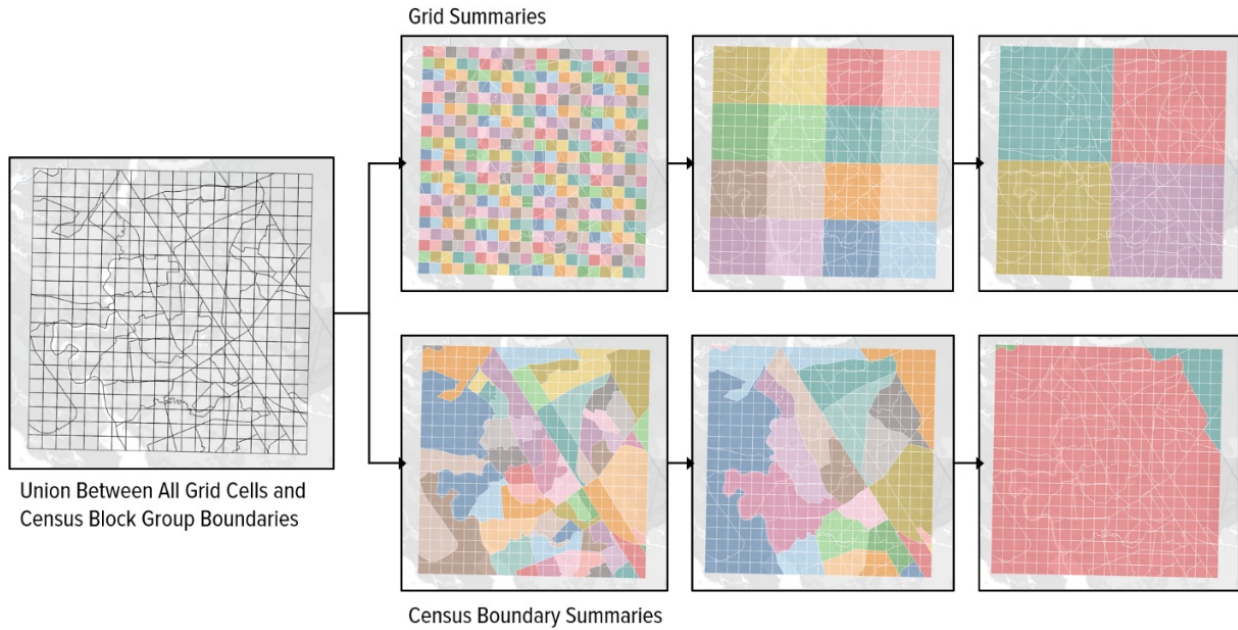 Grid Summaries
Union Between All Grid Cells and
Census Block Group Boundaries
Census Boundary Summaries